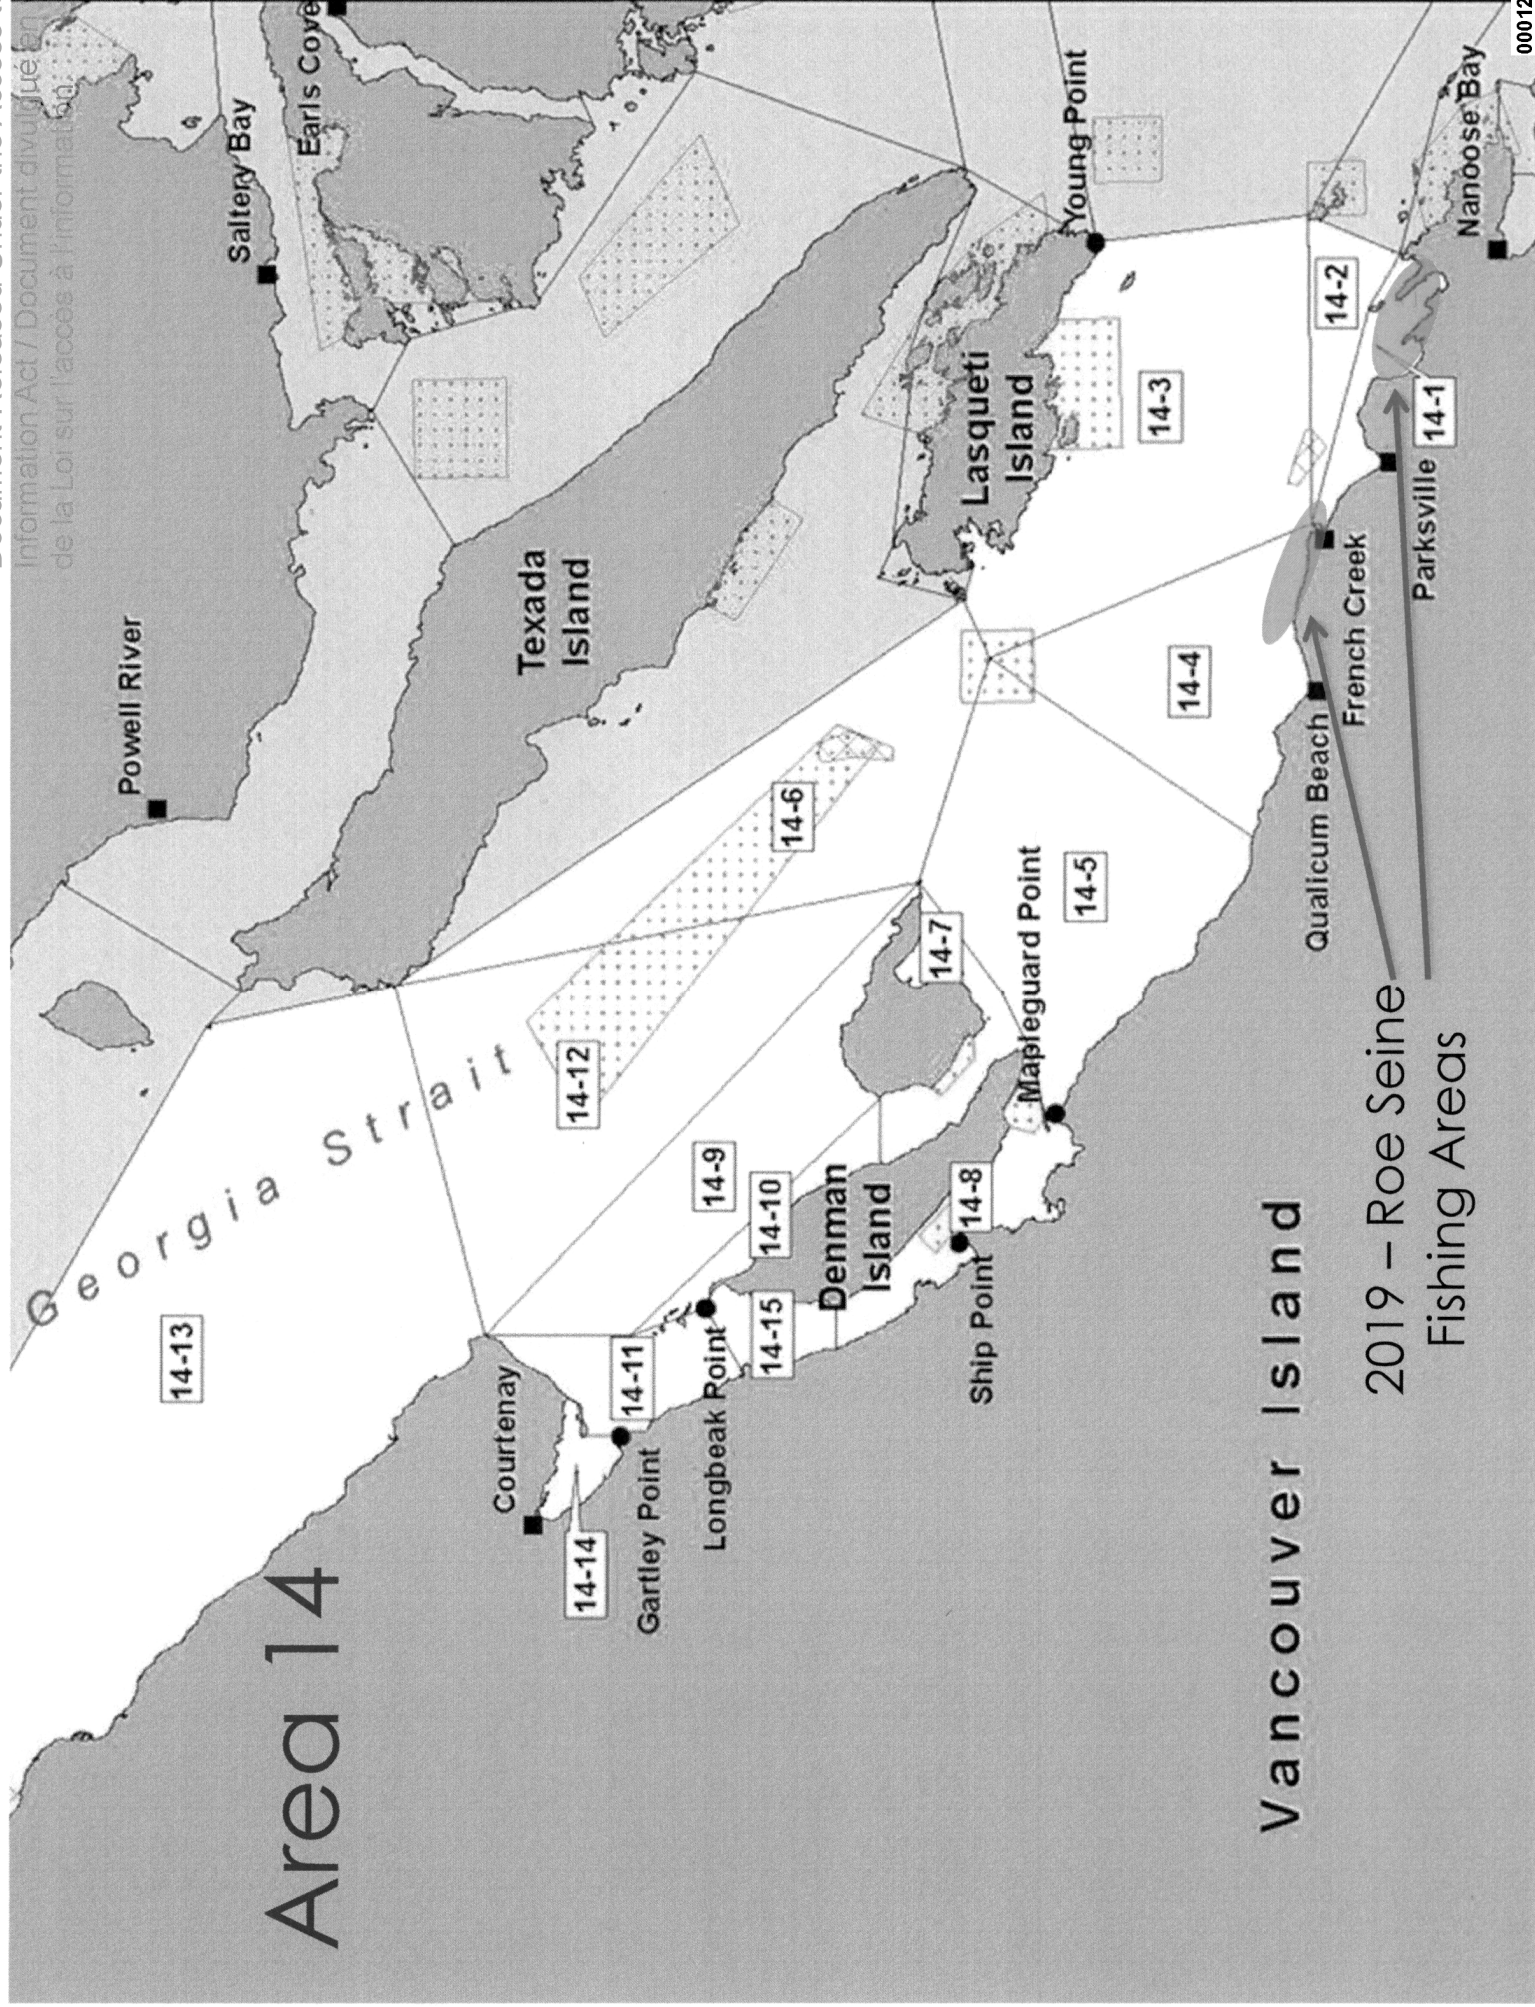 Information Act / Document divulgué en
de la Loi sur l'accès à l'information.
000012
Area 14
Georgia Strait
Powell River
Saltery Bay
Earls Cove
Texada
Island
Lasqueti
Island
Young Point
Nanoose Bay
14-13
14-12
14-6
14-3
14-2
14-1
14-4
14-5
14-7
14-9
14-10
14-8
14-15
14-11
14-14
Courtenay
Gartley Point
Longbeak Point
Denman
Island
Ship Point
Mapleguard Point
Qualicum Beach
French Creek
Parksville
Vancouver Island
2019 – Roe Seine
Fishing Areas